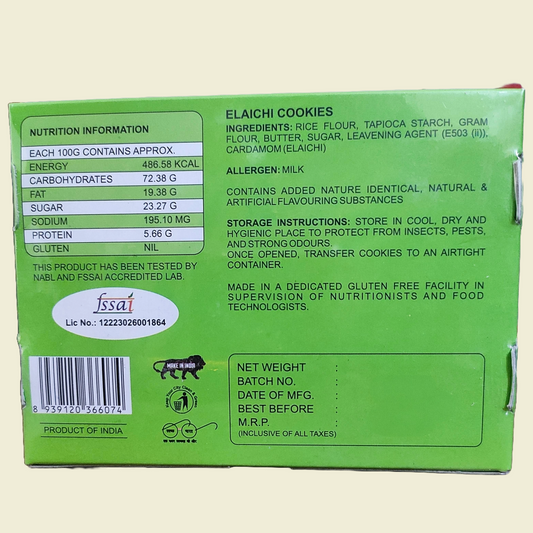 NUTRITION INFORMATION
EACH 100G CONTAINS APPROX.
ENERGY 486.58 KCAL
CARBOHYDRATES 72.38 G
FAT 19.38 G
SUGAR 23.27 G
SODIUM 195.10 MG
PROTEIN 5.66 G
GLUTEN NIL
THIS PRODUCT HAS BEEN TESTED BY
NABL AND FSSAI ACCREDITED LAB.
fssai
Lic No.: 12223026001864
8 939120 366074
PRODUCT OF INDIA
MAKE IN INDIA
ELAICHI COOKIES
INGREDIENTS: RICE FLOUR, TAPIOCA STARCH, GRAM
FLOUR, BUTTER, SUGAR, LEAVENING AGENT (E503 (ii)),
CARDAMOM (ELAICHI)
ALLERGEN: MILK
CONTAINS ADDED NATURE IDENTICAL, NATURAL &
ARTIFICIAL FLAVOURING SUBSTANCES
STORAGE INSTRUCTIONS: STORE IN COOL, DRY AND
HYGIENIC PLACE TO PROTECT FROM INSECTS, PESTS,
AND STRONG ODOURS.
ONCE OPENED, TRANSFER COOKIES TO AN AIRTIGHT
CONTAINER.
MADE IN A DEDICATED GLUTEN FREE FACILITY IN
SUPERVISION OF NUTRITIONISTS AND FOOD
TECHNOLOGISTS.
NET WEIGHT :
BATCH NO. :
DATE OF MFG. :
BEST BEFORE :
M.R.P. :
(INCLUSIVE OF ALL TAXES)